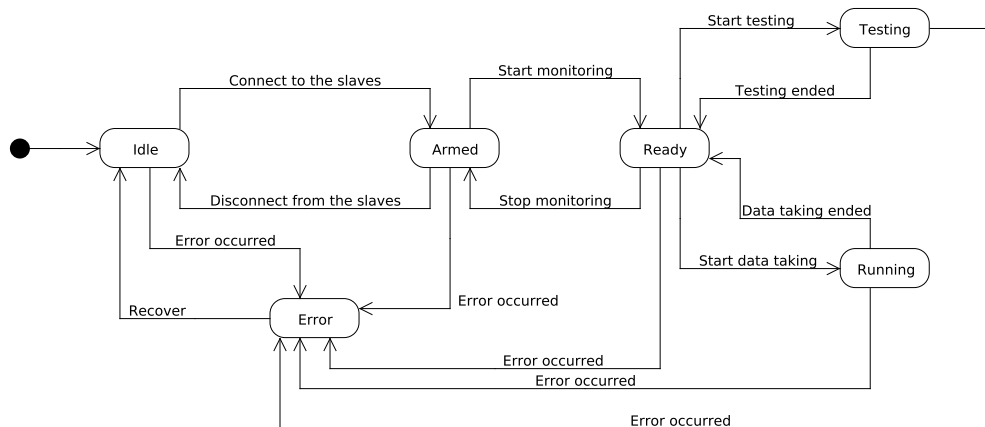 Start testing
Testing
Connect to the slaves
Start monitoring
Testing ended
Idle
Armed
Ready
Disconnect from the slaves
Stop monitoring
Data taking ended
Error occurred
Start data taking
Running
Error occurred
Recover
Error
Error occurred
Error occurred
Error occurred